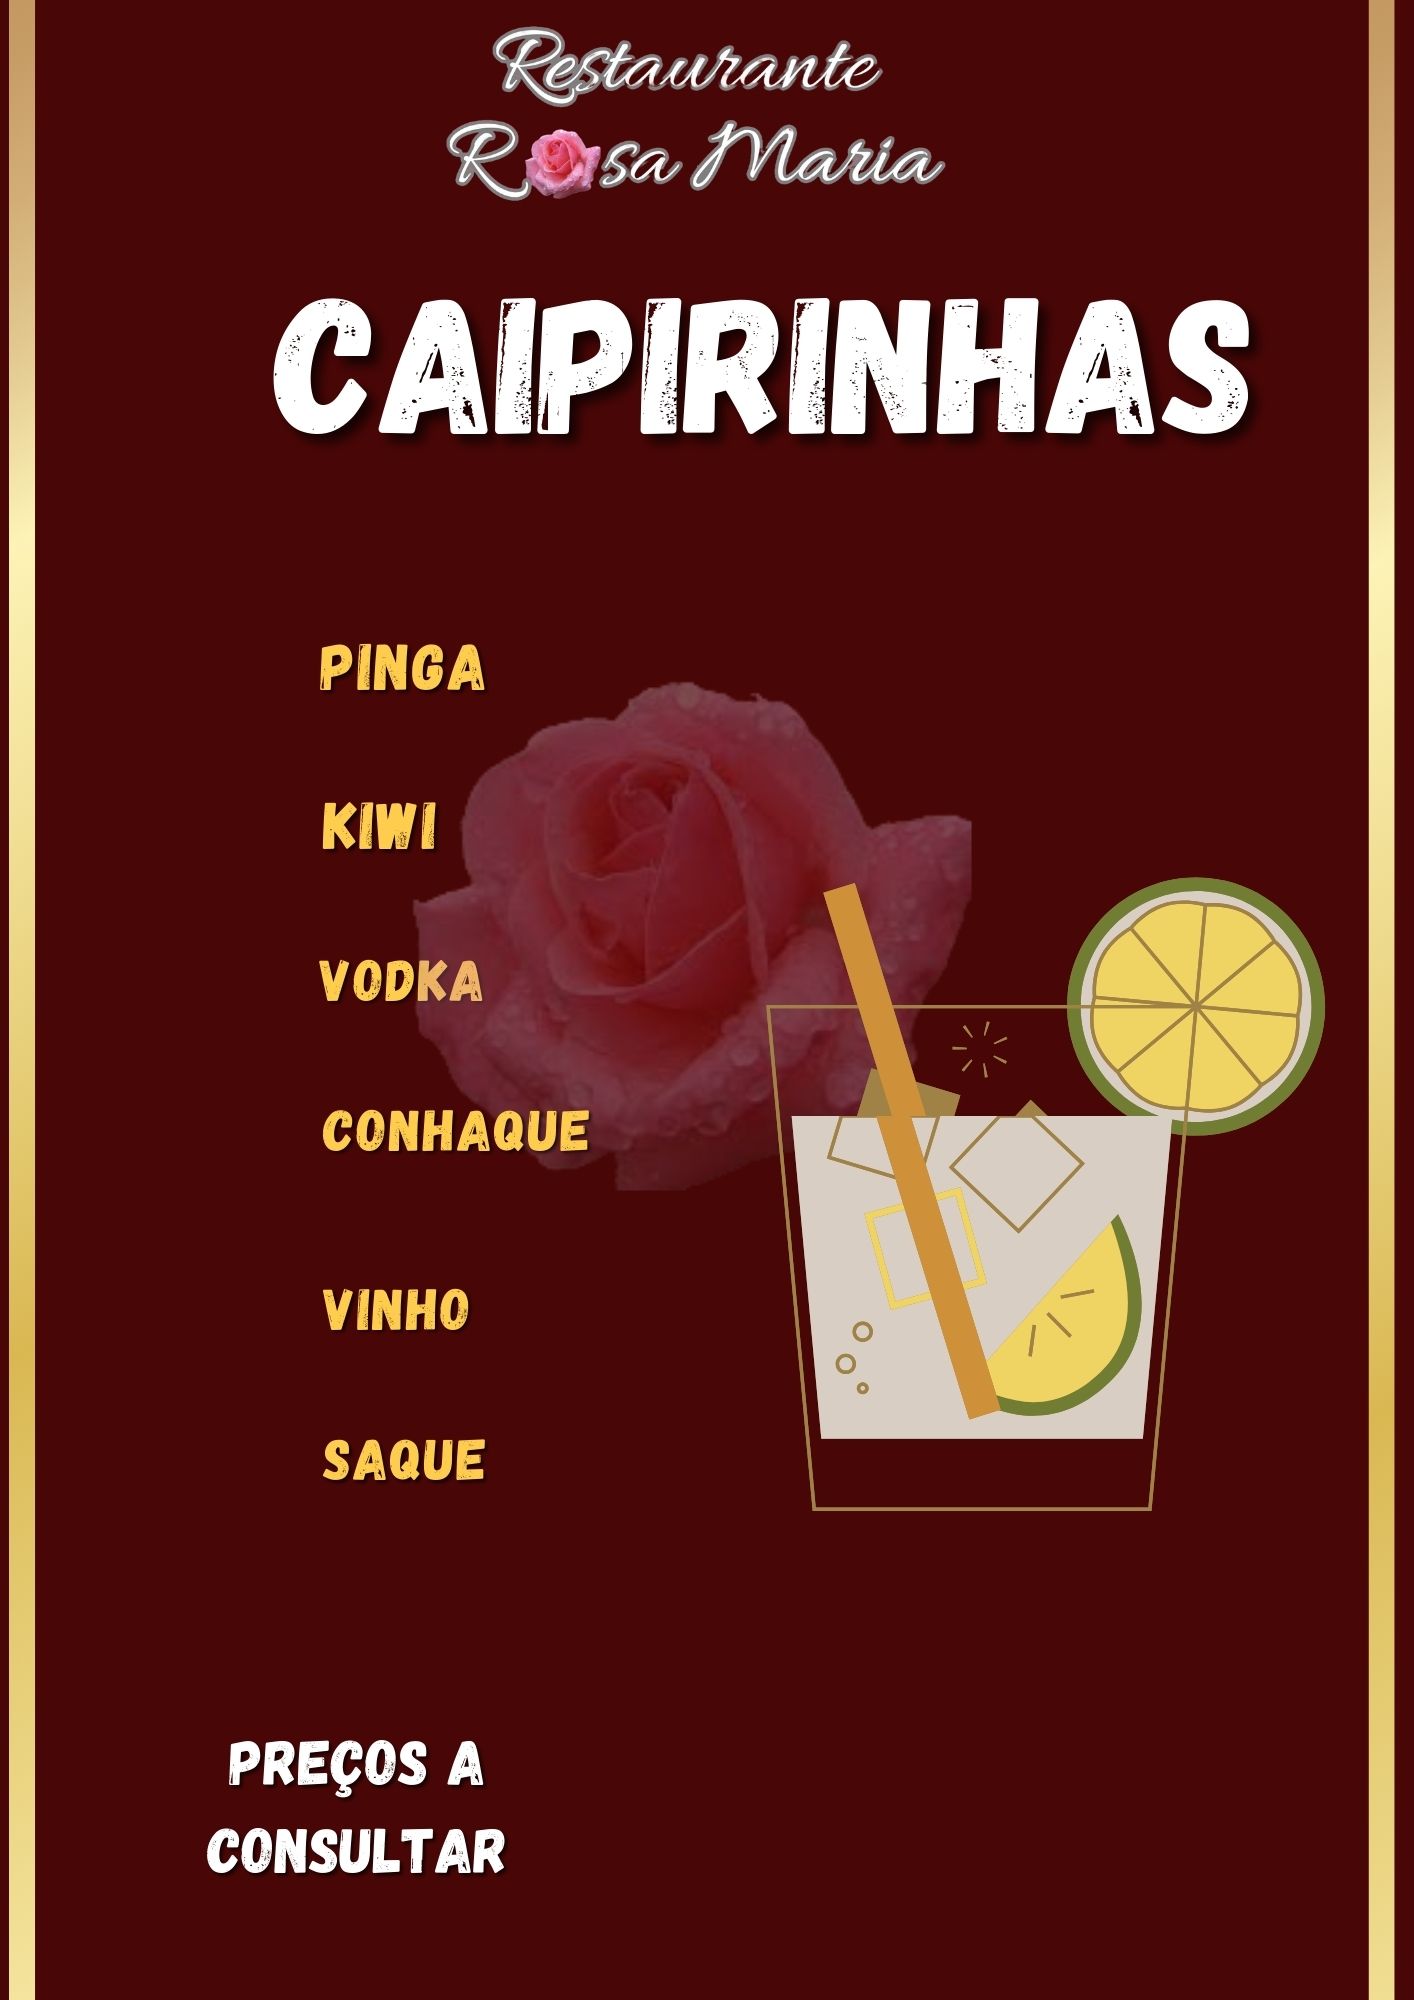 Restaurante
Rosa Maria
CAIPIRINHAS
PINGA
KIWI
VODKA
CONHAQUE
VINHO
SAQUE
PREÇOS A
CONSULTAR